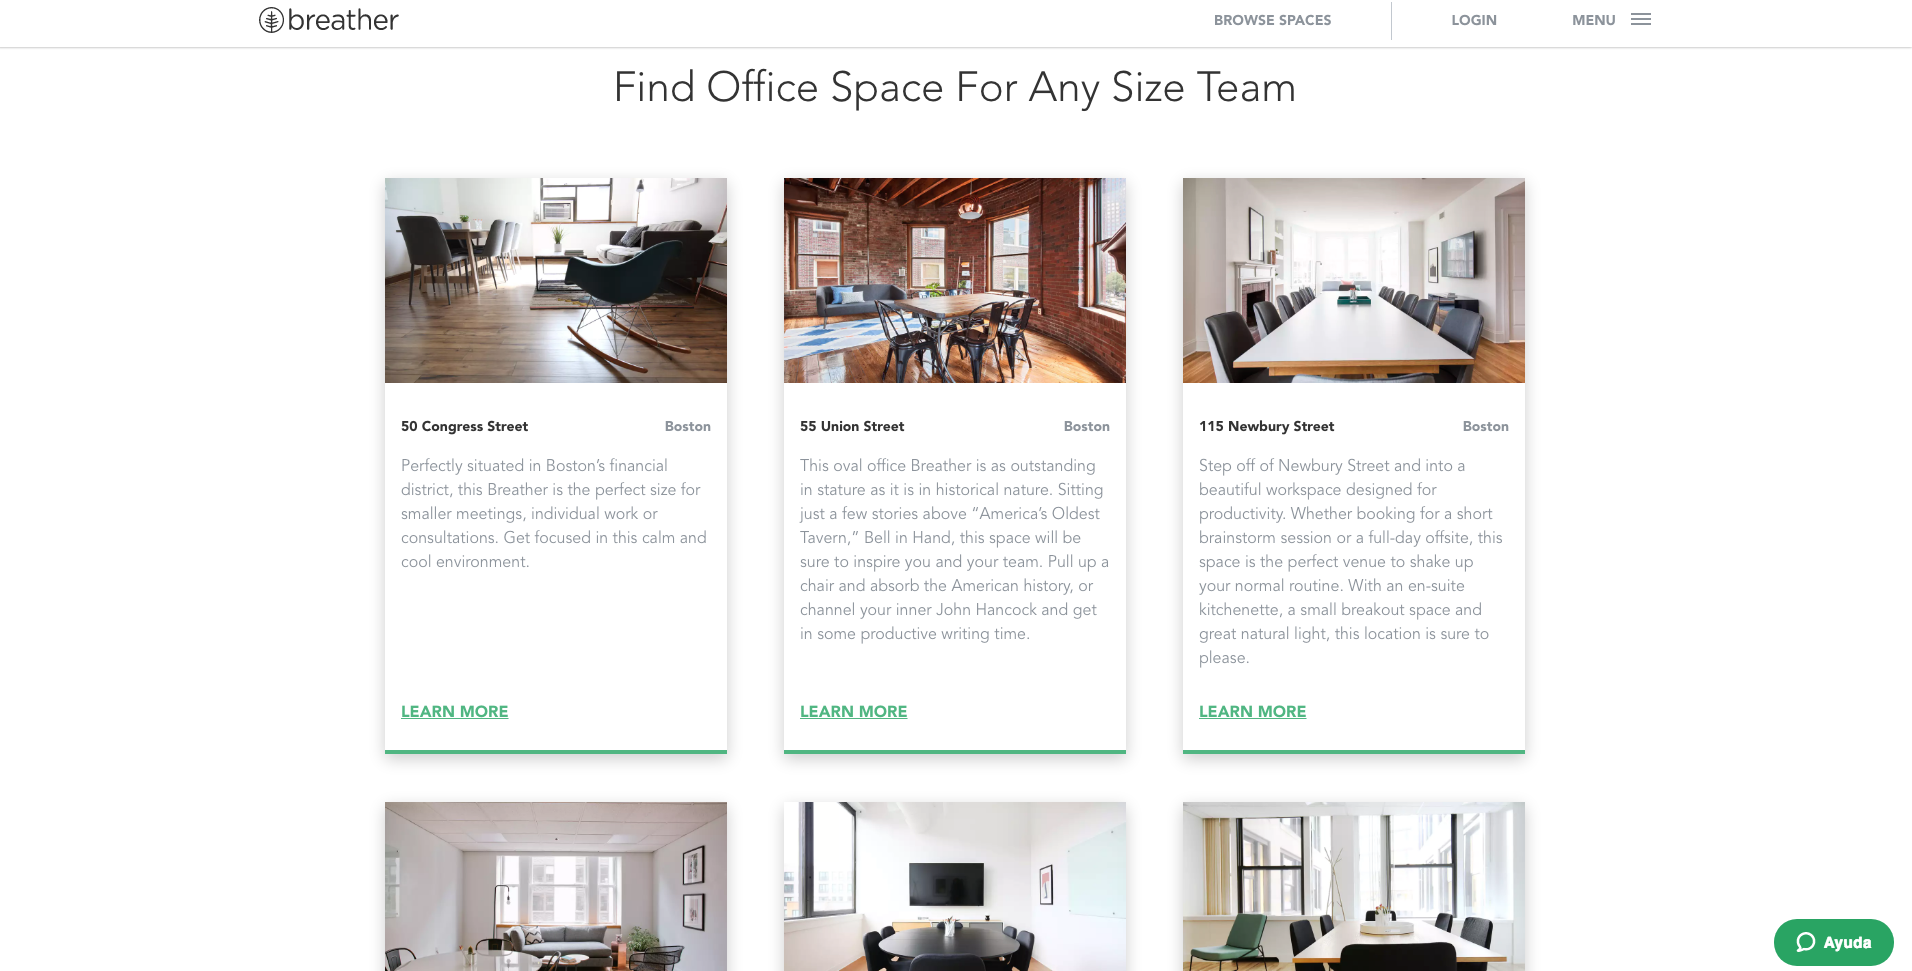 breather
BROWSE SPACES
LOGIN
MENU
Find Office Space For Any Size Team
50 Congress Street
Boston
Perfectly situated in Boston’s financial
district, this Breather is the perfect size for
smaller meetings, individual work or
consultations. Get focused in this calm and
cool environment.
LEARN MORE
55 Union Street
Boston
This oval office Breather is as outstanding
in stature as it is in historical nature. Sitting
just a few stories above “America’s Oldest
Tavern,” Bell in Hand, this space will be
sure to inspire you and your team. Pull up a
chair and absorb the American history, or
channel your inner John Hancock and get
in some productive writing time.
LEARN MORE
115 Newbury Street
Boston
Step off of Newbury Street and into a
beautiful workspace designed for
productivity. Whether booking for a short
brainstorm session or a full-day offsite, this
space is the perfect venue to shake up
your normal routine. With an en-suite
kitchenette, a small breakout space and
great natural light, this location is sure to
please.
LEARN MORE
Ayuda